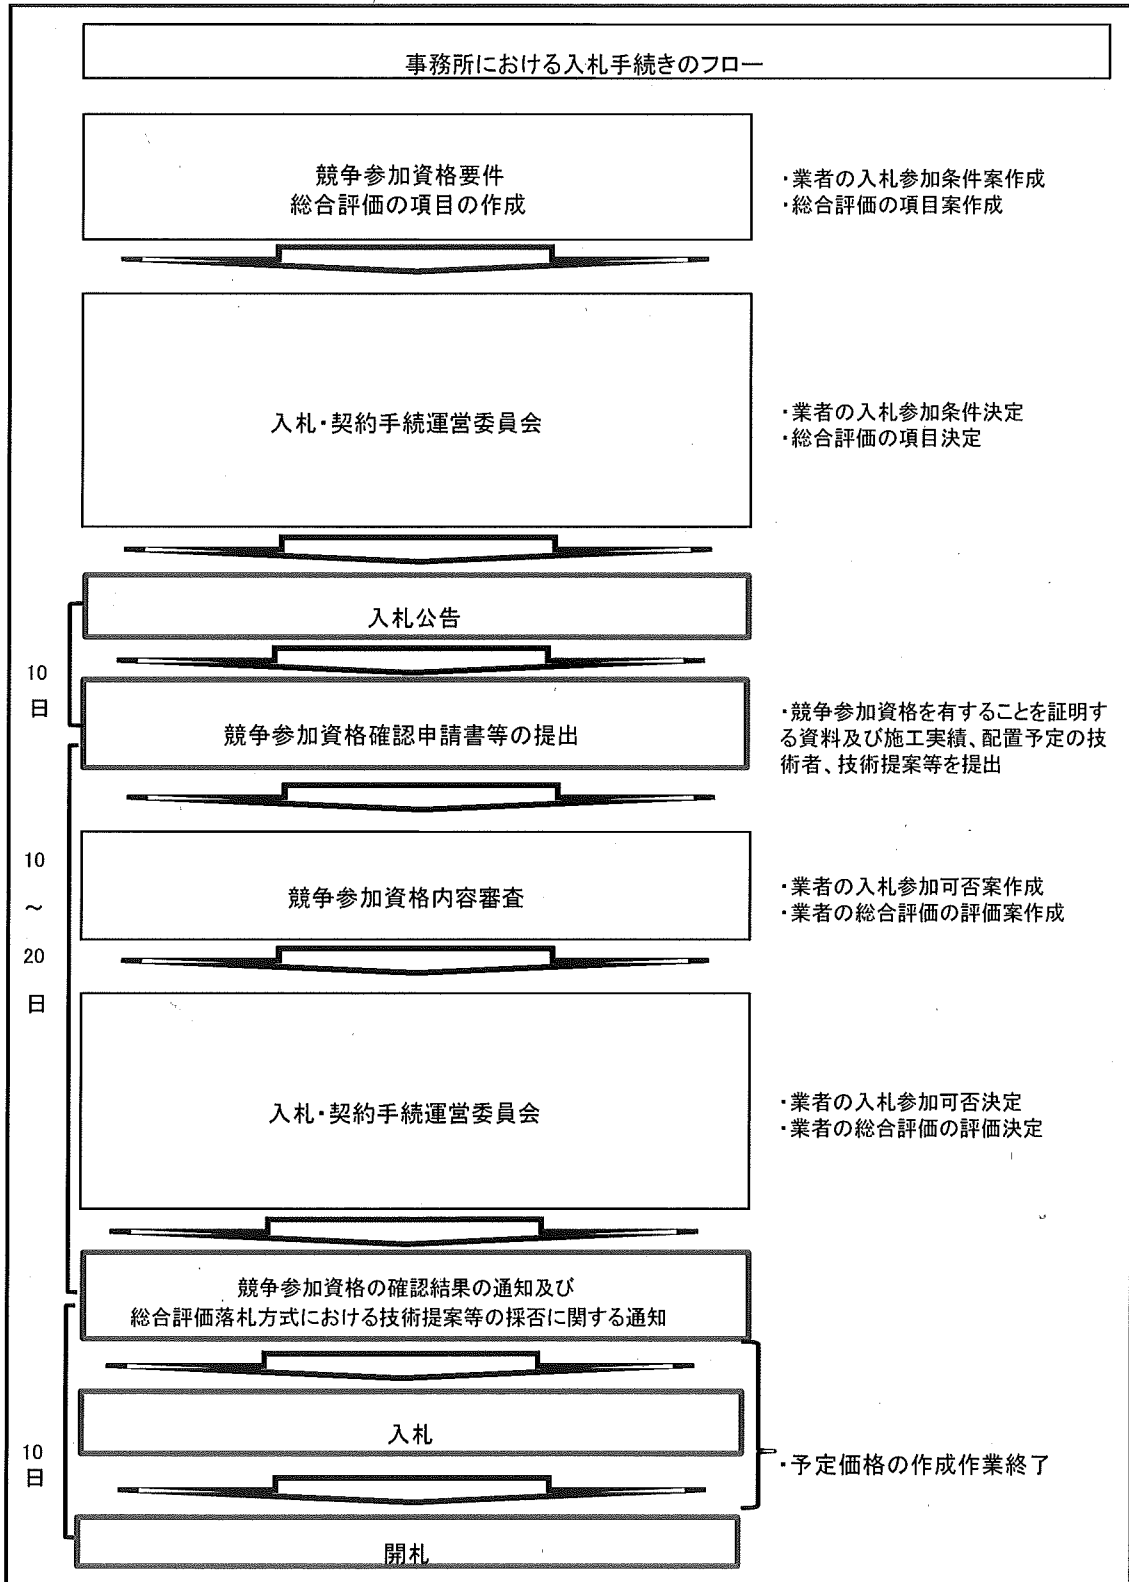 事務所における入札手続きのフロー
競争参加資格要件
総合評価の項目の作成
・業者の入札参加条件案作成
・総合評価の項目案作成
入札・契約手続運営委員会
・業者の入札参加条件決定
・総合評価の項目決定
入札公告
10
日
競争参加資格確認申請書等の提出
・競争参加資格を有することを証明す
る資料及び施工実績、配置予定の技
術者、技術提案等を提出
10
～
20
日
競争参加資格内容審査
・業者の入札参加可否案作成
・業者の総合評価の評価案作成
入札・契約手続運営委員会
・業者の入札参加可否決定
・業者の総合評価の評価決定
競争参加資格の確認結果の通知及び
総合評価落札方式における技術提案等の採否に関する通知
10
日
入札
・予定価格の作成作業終了
開札